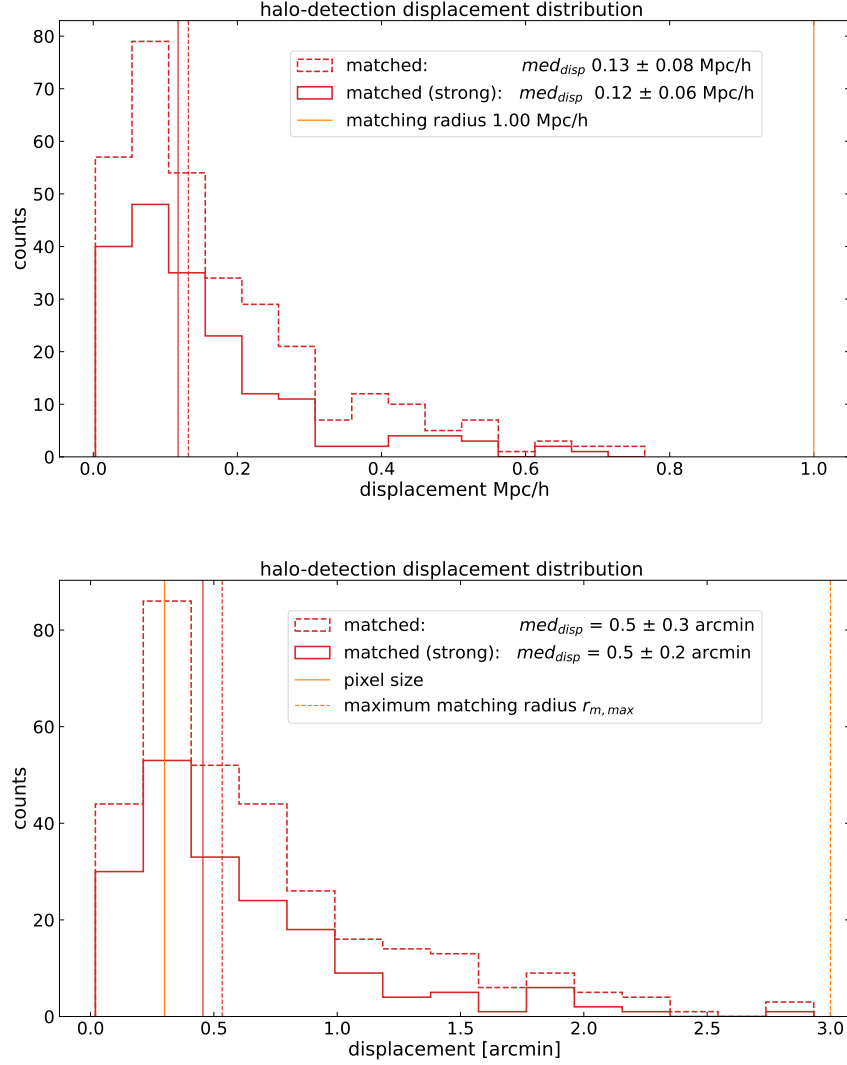 halo-detection displacement distribution
80
70
60
50
40
30
20
10
0
counts
matched: med_disp 0.13 ± 0.08 Mpc/h
matched (strong): med_disp 0.12 ± 0.06 Mpc/h
matching radius 1.00 Mpc/h
0.0 0.2 0.4 0.6 0.8 1.0
displacement Mpc/h
halo-detection displacement distribution
80
60
40
20
0
counts
matched: med_disp = 0.5 ± 0.3 arcmin
matched (strong): med_disp = 0.5 ± 0.2 arcmin
pixel size
maximum matching radius r_m,max
0.0 0.5 1.0 1.5 2.0 2.5 3.0
displacement [arcmin]